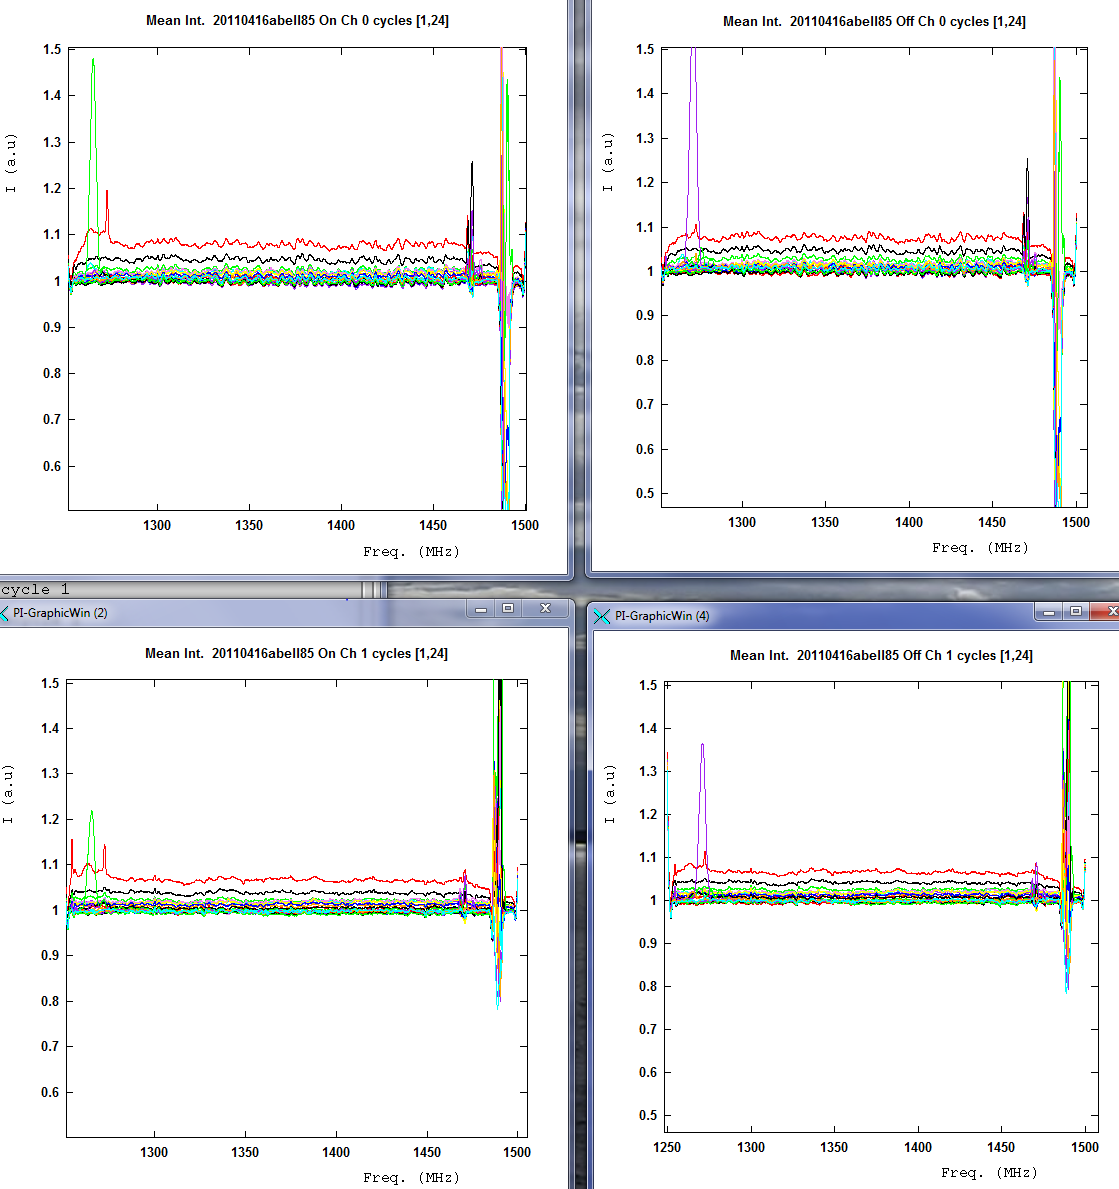 Mean Int.  20110416abell85 On Ch 0 cycles [1,24]
1.5
1.4
1.3
1.2
1.1
1
0.9
0.8
0.7
0.6
I (a.u)
1300 1350 1400 1450 1500
Freq. (MHz)
Mean Int.  20110416abell85 Off Ch 0 cycles [1,24]
1.5
1.4
1.3
1.2
1.1
1
0.9
0.8
0.7
0.6
0.5
I (a.u)
1300 1350 1400 1450 1500
Freq. (MHz)
cycle 1
PI-GraphicWin (2)
Mean Int.  20110416abell85 On Ch 1 cycles [1,24]
1.5
1.4
1.3
1.2
1.1
1
0.9
0.8
0.7
0.6
I (a.u)
1300 1350 1400 1450 1500
Freq. (MHz)
PI-GraphicWin (4)
Mean Int.  20110416abell85 Off Ch 1 cycles [1,24]
1.5
1.4
1.3
1.2
1.1
1
0.9
0.8
0.7
0.6
0.5
I (a.u)
1250 1300 1350 1400 1450 1500
Freq. (MHz)